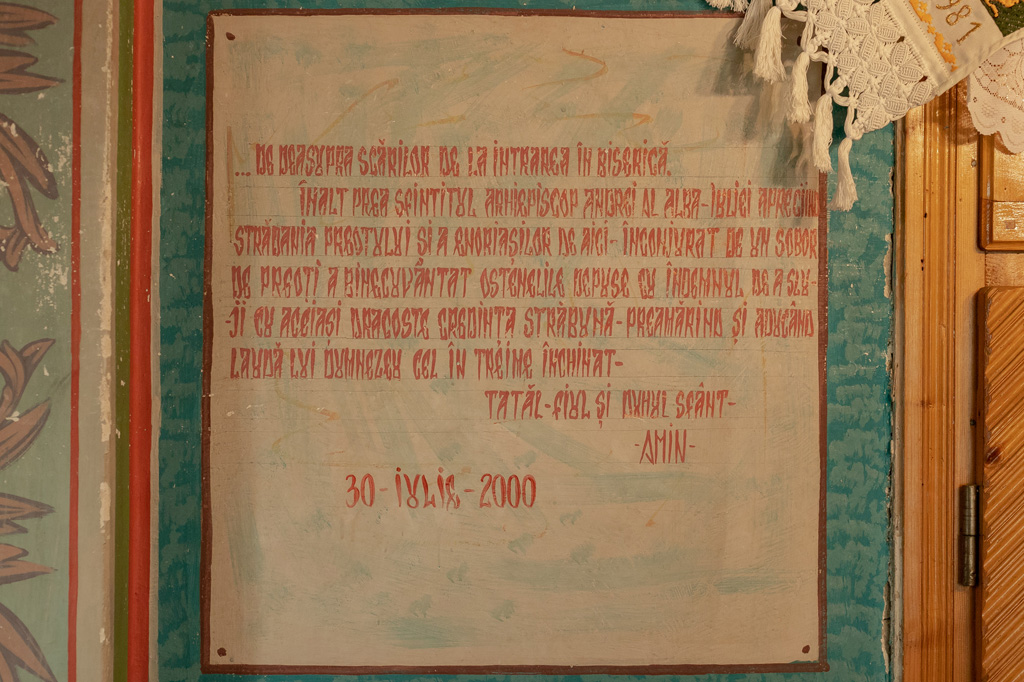 1981
... DE DEASUPRA SCĂRILOR DE LA INTRAREA ÎN BISERICĂ.
ÎNALT PREA SFINTITUL ARHIEPISCOP ANDREI AL ALBA-IULIEI APRECIIND
STRĂDANIA PREOTULUI ȘI A ENORIAȘILOR DE AICI- ÎNCONJURAT DE UN SOBOR
DE PREOȚI A BINECUVÂNTAT OSTENELILE DEPUSE CU ÎNDEMNUL DE A SLU-
-JI CU ACEIAȘI DRAGOSTE CREDINȚA STRĂBUNĂ- PREAMĂRIND ȘI ADUCÂND
LAUDĂ LUI DUMNEZEU CEL ÎN TREIME ÎNCHINAT-
TATĂL-FIUL ȘI DUHUL SFÂNT-
-AMIN-
30-IULIE-2000